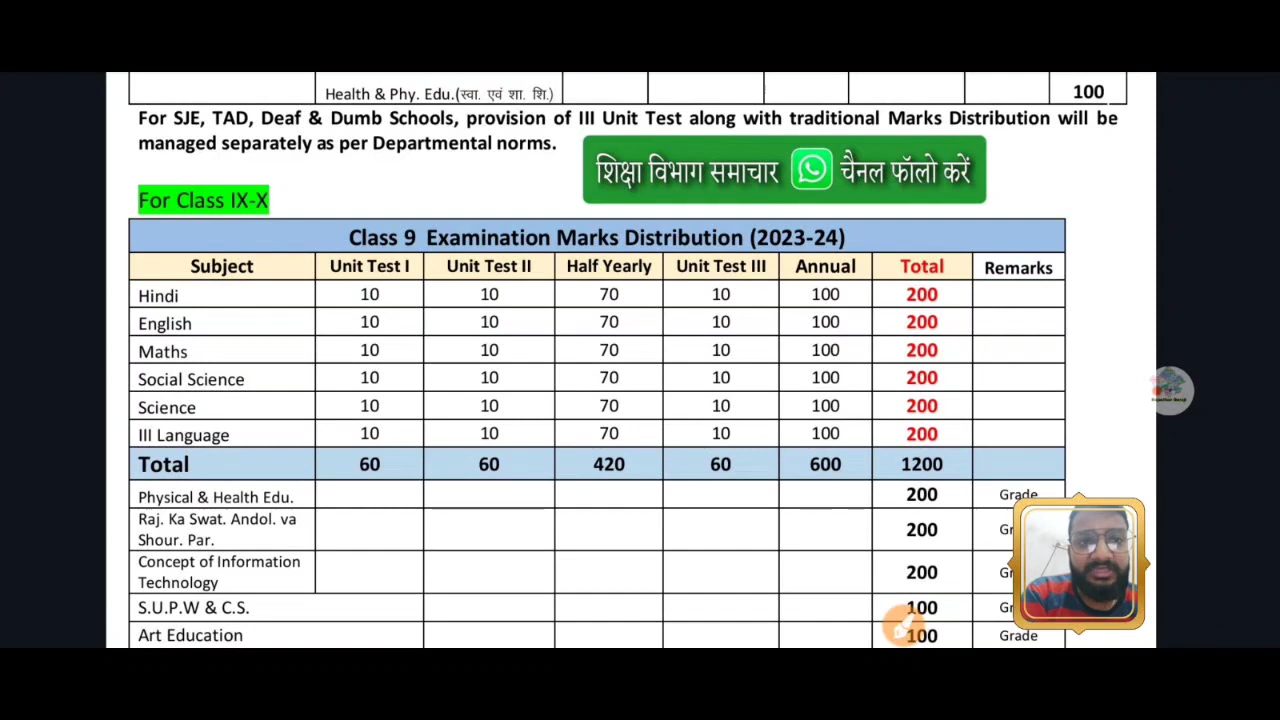 Health & Phy. Edu.(स्वा. एवं शा. शि.) 100
For SJE, TAD, Deaf & Dumb Schools, provision of III Unit Test along with traditional Marks Distribution will be
managed separately as per Departmental norms.
शिक्षा विभाग समाचार चैनल फॉलो करें
For Class IX-X
Class 9 Examination Marks Distribution (2023-24)
Subject Unit Test I Unit Test II Half Yearly Unit Test III Annual Total Remarks
Hindi 10 10 70 10 100 200
English 10 10 70 10 100 200
Maths 10 10 70 10 100 200
Social Science 10 10 70 10 100 200
Science 10 10 70 10 100 200
III Language 10 10 70 10 100 200
Total 60 60 420 60 600 1200
Physical & Health Edu. 200 Grade
Raj. Ka Swat. Andol. va
Shour. Par. 200
Concept of Information
Technology 200
S.U.P.W & C.S. 100
Art Education 100 Grade